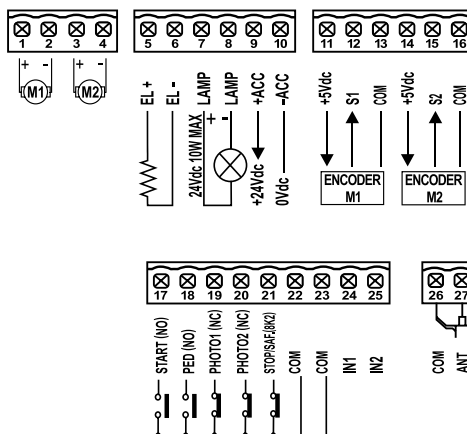 1 2 3 4
+ - + -
M1 M2
5 6 7 8 9 10
EL +
EL -
LAMP
LAMP
+ACC
-ACC
24Vdc 10W MAX
+ -
+24Vdc
0Vdc
11 12 13 14 15 16
+5Vdc
S1
COM
+5Vdc
S2
COM
ENCODER
M1
ENCODER
M2
17 18 19 20 21 22 23 24 25
START (NO)
PED (NO)
PHOTO1 (NC)
PHOTO2 (NC)
STOP/SAF.(8K2)
COM
COM
IN1
IN2
26 27
COM
ANT